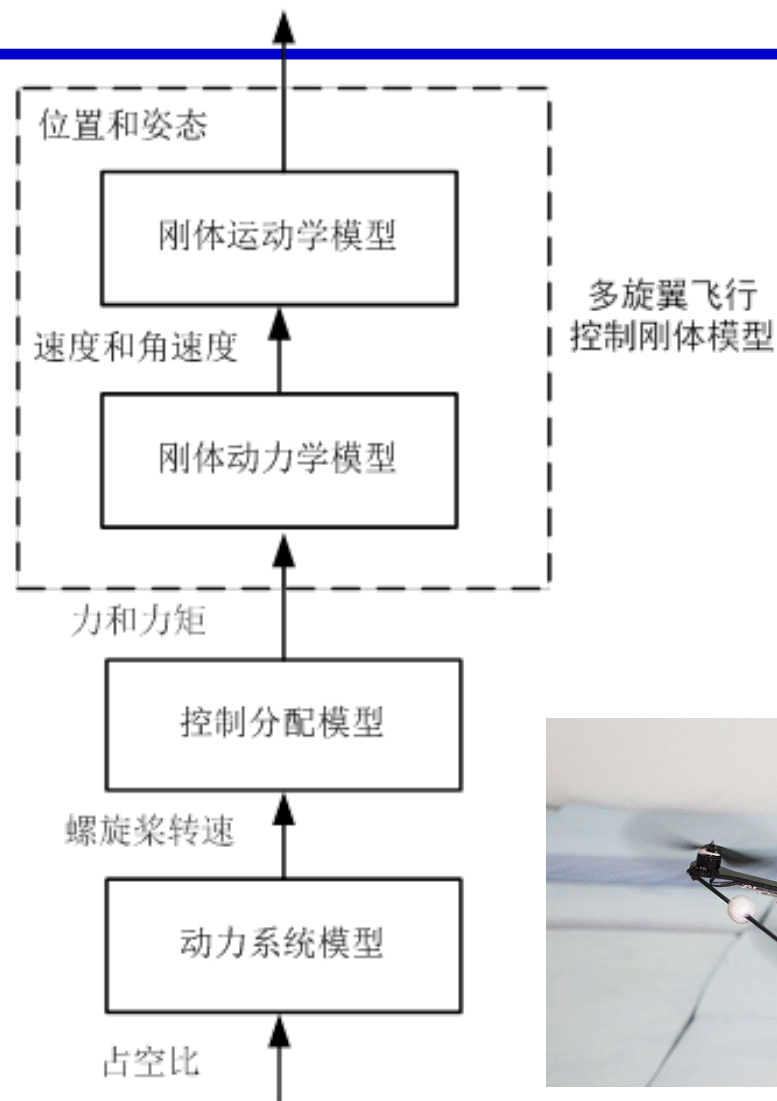 位置和姿态
刚体运动学模型
多旋翼飞行
控制刚体模型
速度和角速度
刚体动力学模型
力和力矩
控制分配模型
螺旋桨转速
动力系统模型
占空比